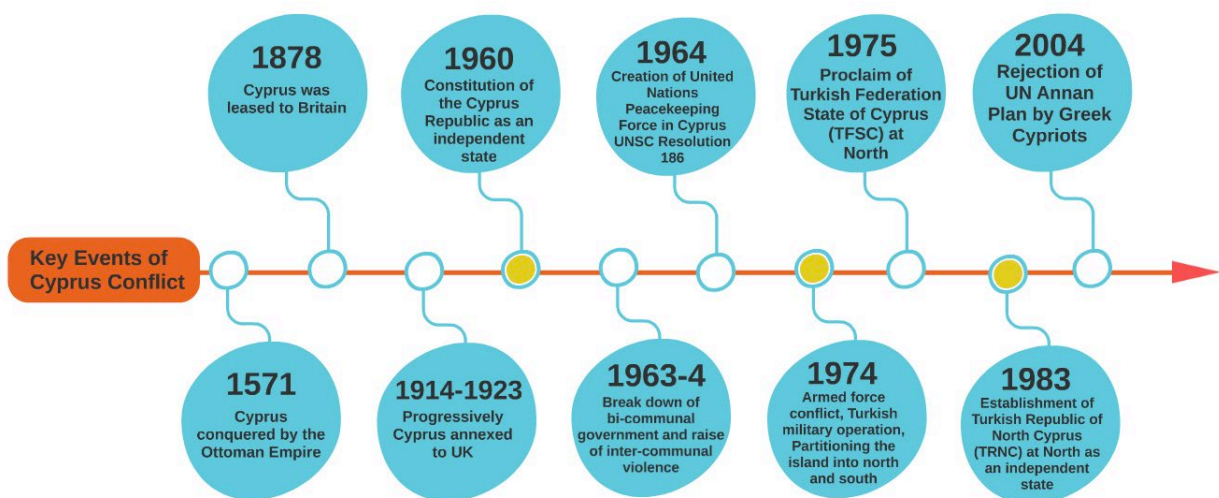 Key Events of
Cyprus Conflict
1571
Cyprus
conquered by the
Ottoman Empire
1878
Cyprus was
leased to Britain
1914-1923
Progressively
Cyprus annexed
to UK
1960
Constitution of
the Cyprus
Republic as an
independent
state
1963-4
Break down of
bi-communal
government and raise
of inter-communal
violence
1964
Creation of United
Nations
Peacekeeping
Force in Cyprus
UNSC Resolution
186
1974
Armed force
conflict, Turkish
military operation,
Partitioning the
island into north
and south
1975
Proclaim of
Turkish Federation
State of Cyprus
(TFSC) at
North
1983
Establishment of
Turkish Republic of
North Cyprus
(TRNC) at North as
an independent
state
2004
Rejection of
UN Annan
Plan by Greek
Cypriots